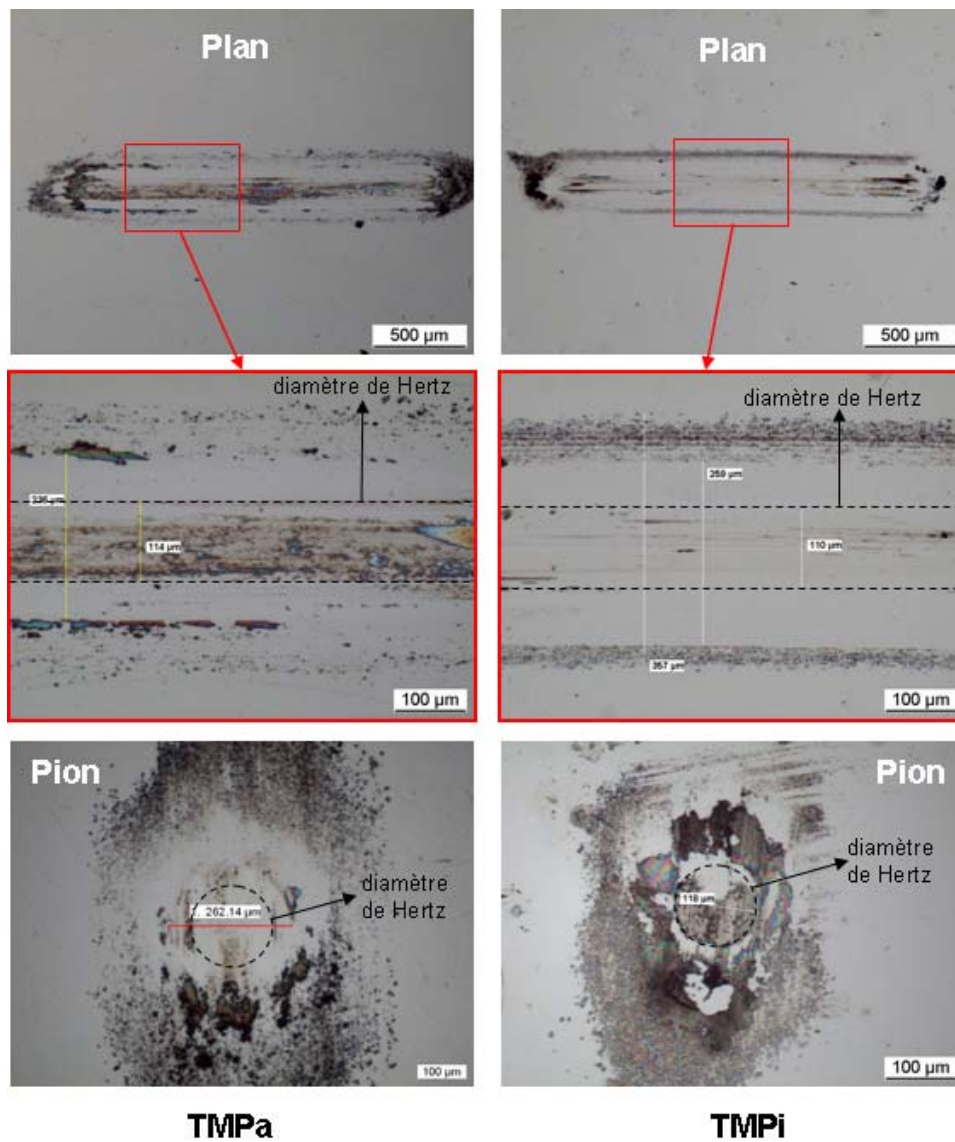 Plan
Plan
500 µm
500 µm
diamètre de Hertz
diamètre de Hertz
259 µm
114 µm
110 µm
357 µm
100 µm
100 µm
Pion
Pion
diamètre
de Hertz
diamètre
de Hertz
262.14 µm
118 µm
100 µm
100 µm
TMPa
TMPi